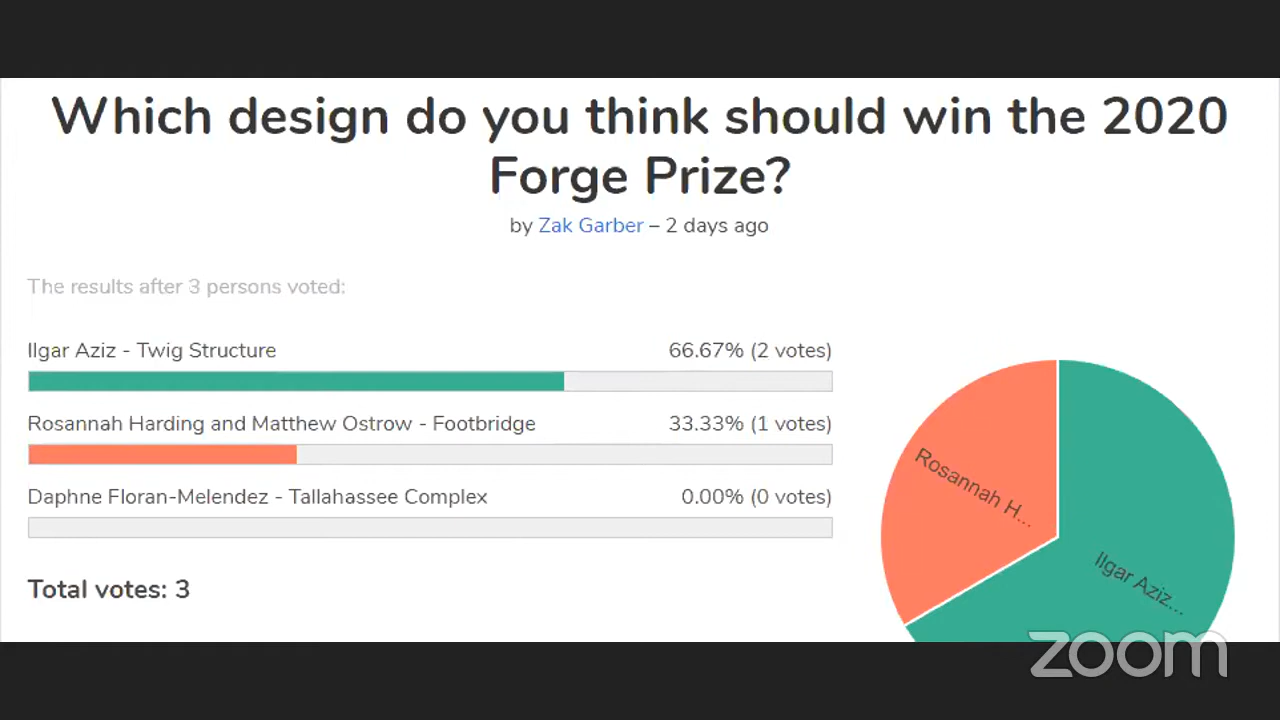 Which design do you think should win the 2020
Forge Prize?
by Zak Garber – 2 days ago
The results after 3 persons voted:
Ilgar Aziz - Twig Structure 66.67% (2 votes)
Rosannah Harding and Matthew Ostrow - Footbridge 33.33% (1 votes)
Daphne Floran-Melendez - Tallahassee Complex 0.00% (0 votes)
Rosannah H...
Ilgar Aziz...
Total votes: 3
zoom